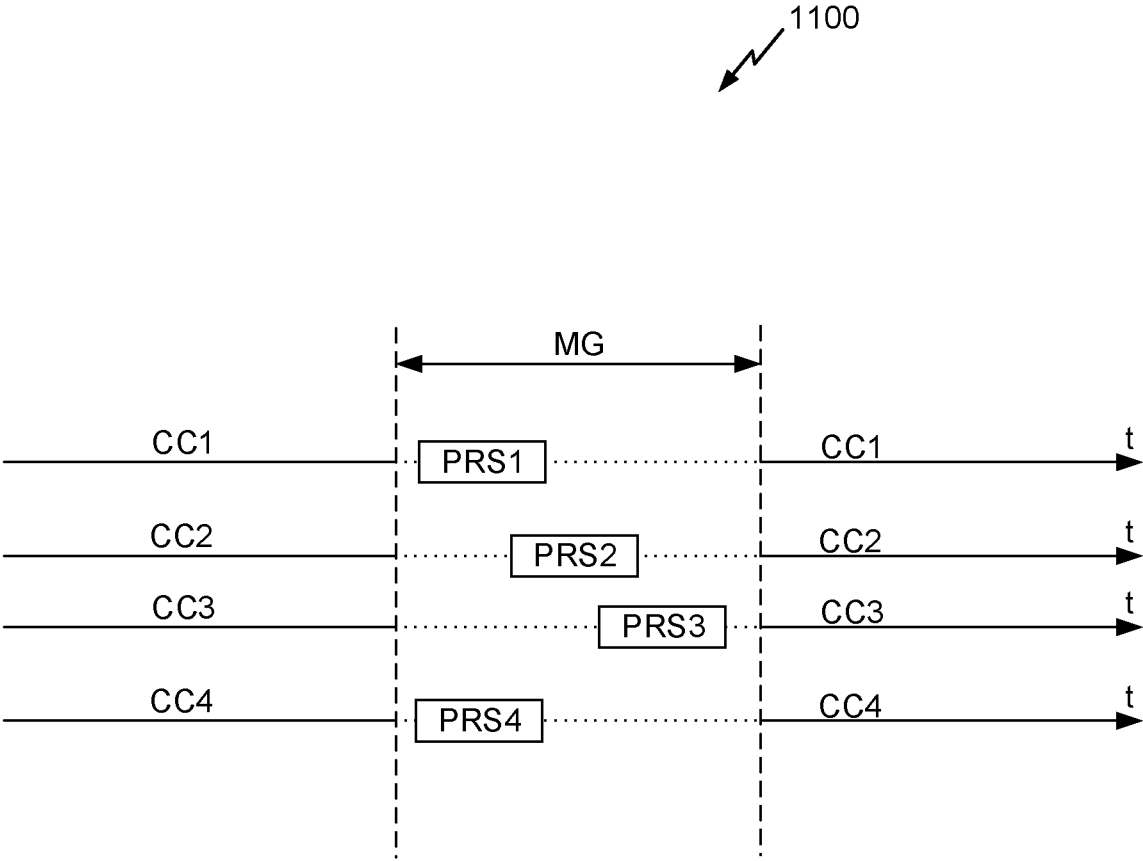 1100
MG
CC1 PRS1 CC1 t
CC2 PRS2 CC2 t
CC3 PRS3 CC3 t
CC4 PRS4 CC4 t